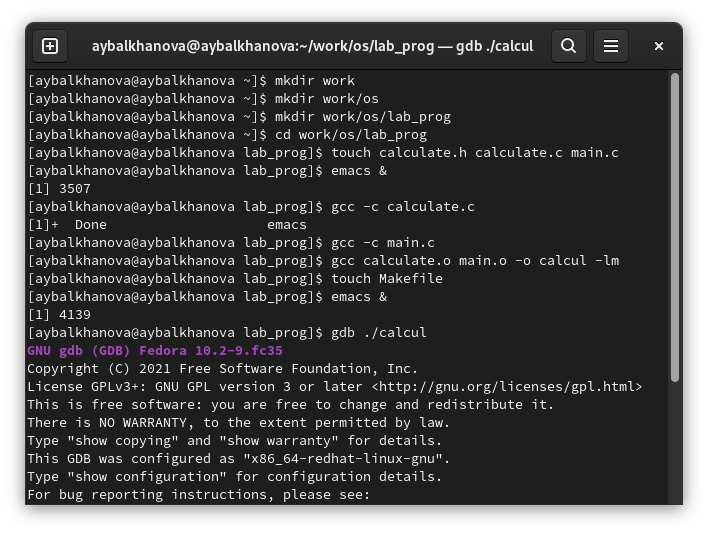 aybalkhanova@aybalkhanova:~/work/os/lab_prog — gdb ./calcul
[aybalkhanova@aybalkhanova ~]$ mkdir work
[aybalkhanova@aybalkhanova ~]$ mkdir work/os
[aybalkhanova@aybalkhanova ~]$ mkdir work/os/lab_prog
[aybalkhanova@aybalkhanova ~]$ cd work/os/lab_prog
[aybalkhanova@aybalkhanova lab_prog]$ touch calculate.h calculate.c main.c
[aybalkhanova@aybalkhanova lab_prog]$ emacs &
[1] 3507
[aybalkhanova@aybalkhanova lab_prog]$ gcc -c calculate.c
[1]+  Done                    emacs
[aybalkhanova@aybalkhanova lab_prog]$ gcc -c main.c
[aybalkhanova@aybalkhanova lab_prog]$ gcc calculate.o main.o -o calcul -lm
[aybalkhanova@aybalkhanova lab_prog]$ touch Makefile
[aybalkhanova@aybalkhanova lab_prog]$ emacs &
[1] 4139
[aybalkhanova@aybalkhanova lab_prog]$ gdb ./calcul
GNU gdb (GDB) Fedora 10.2-9.fc35
Copyright (C) 2021 Free Software Foundation, Inc.
License GPLv3+: GNU GPL version 3 or later <http://gnu.org/licenses/gpl.html>
This is free software: you are free to change and redistribute it.
There is NO WARRANTY, to the extent permitted by law.
Type "show copying" and "show warranty" for details.
This GDB was configured as "x86_64-redhat-linux-gnu".
Type "show configuration" for configuration details.
For bug reporting instructions, please see: